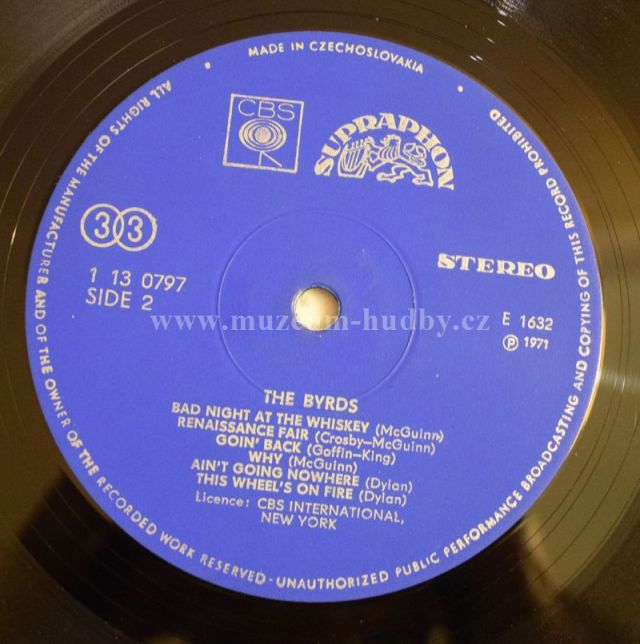 MADE IN CZECHOSLOVAKIA
CBS
SUPRAPHON
33
STEREO
1 13 0797
SIDE 2
E 1632
Ⓟ 1971
www.muzeum-hudby.cz
THE BYRDS
BAD NIGHT AT THE WHISKEY (McGuinn)
RENAISSANCE FAIR (Crosby—McGuinn)
GOIN' BACK (Goffin—King)
WHY (McGuinn)
AIN'T GOING NOWHERE (Dylan)
THIS WHEEL'S ON FIRE (Dylan)
Licence: CBS INTERNATIONAL,
NEW YORK
ALL RIGHTS OF THE MANUFACTURER AND OF THE OWNER OF THE RECORDED WORK RESERVED · UNAUTHORIZED PUBLIC PERFORMANCE BROADCASTING AND COPYING OF THIS RECORD PROHIBITED